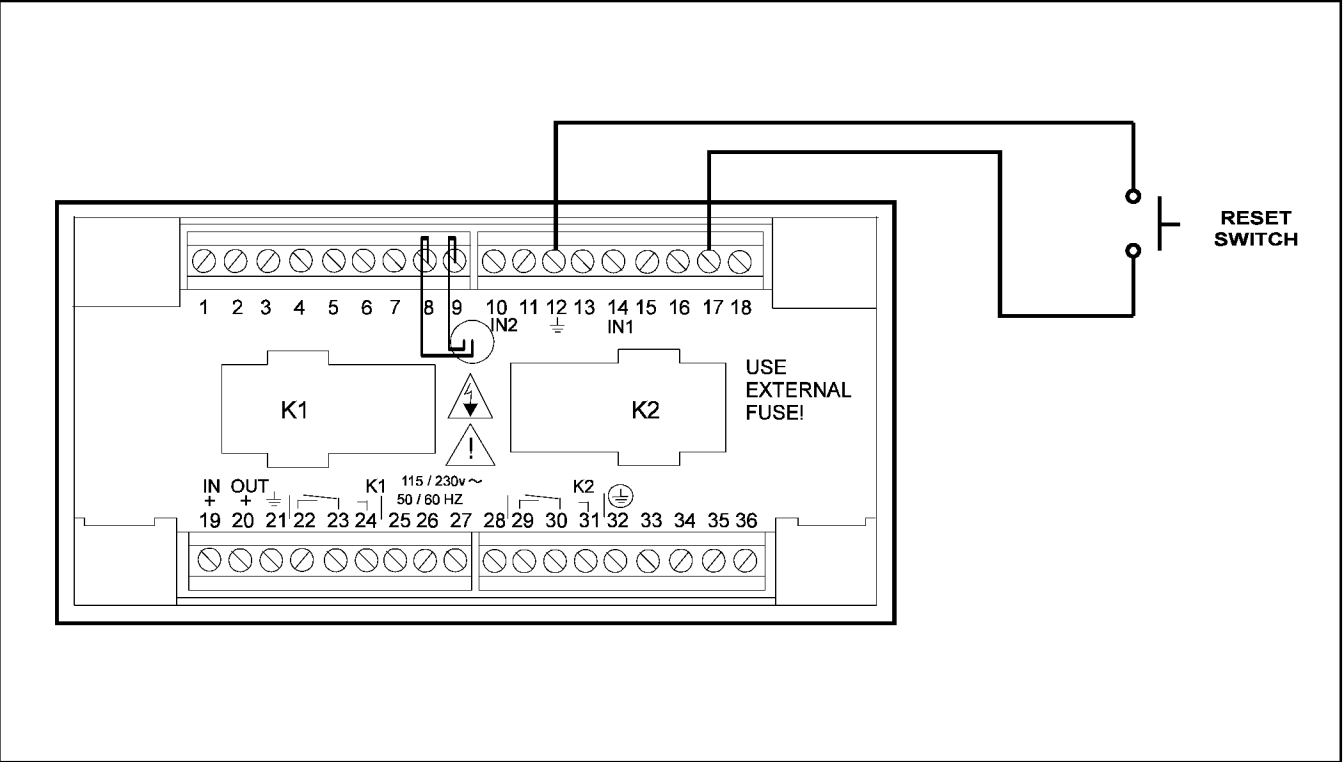 RESET
SWITCH
1 2 3 4 5 6 7 8 9 10 11 12 13 14 15 16 17 18
IN2 IN1
USE
EXTERNAL
FUSE!
K1 K2
!
IN OUT K1 115 / 230v ~ K2
+ + 50 / 60 HZ
19 20 21 22 23 24 25 26 27 28 29 30 31 32 33 34 35 36